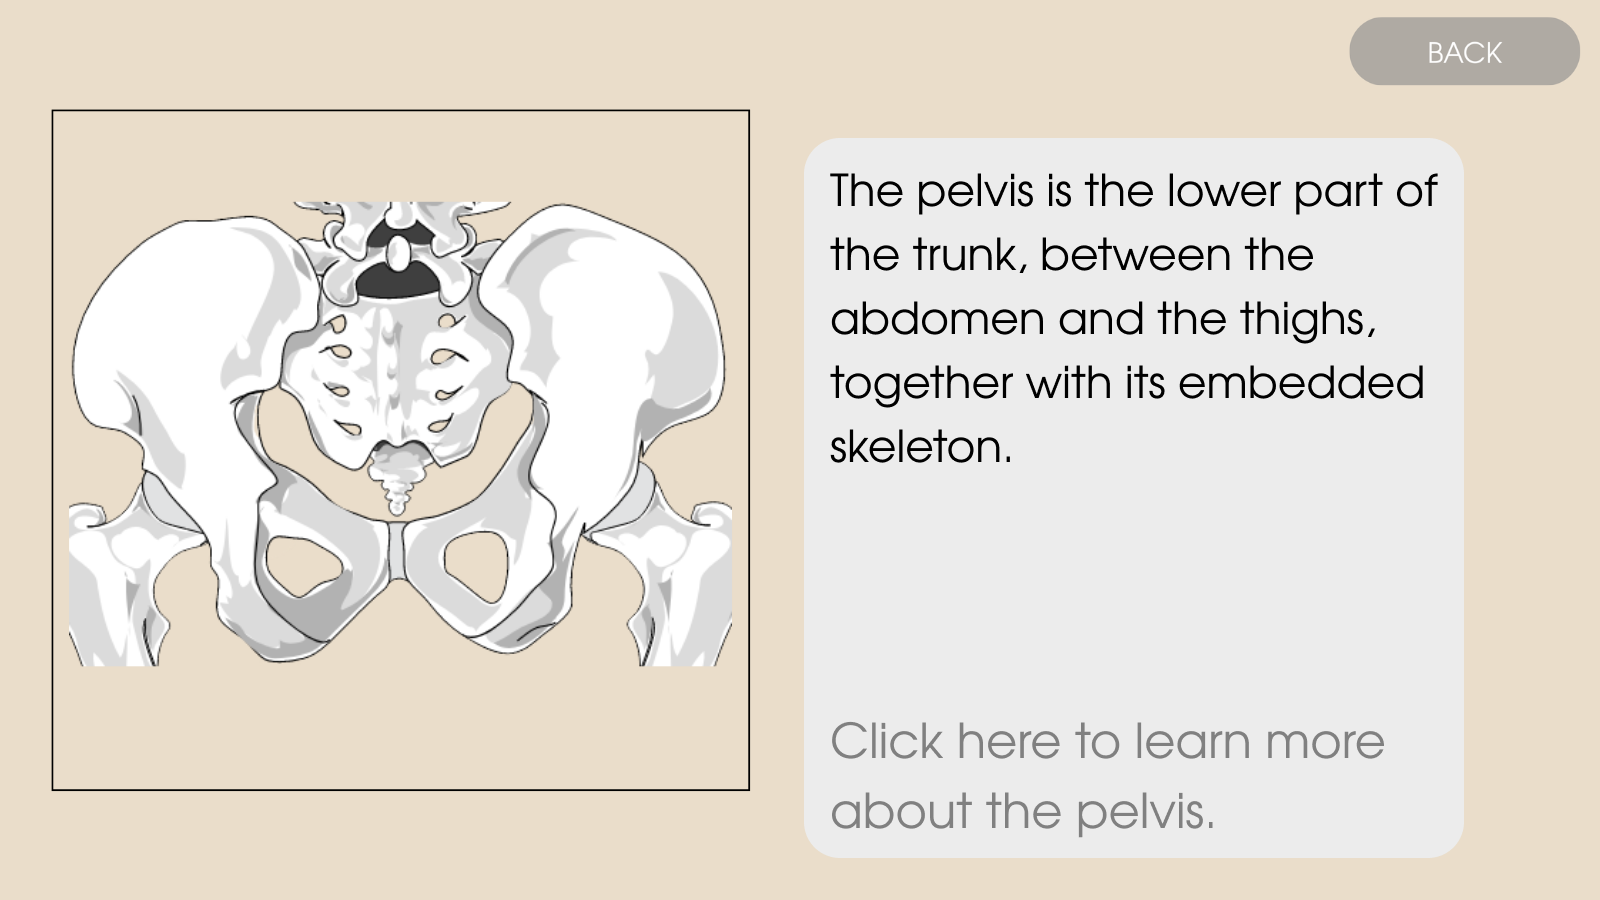 BACK
The pelvis is the lower part of
the trunk, between the
abdomen and the thighs,
together with its embedded
skeleton.
Click here to learn more
about the pelvis.